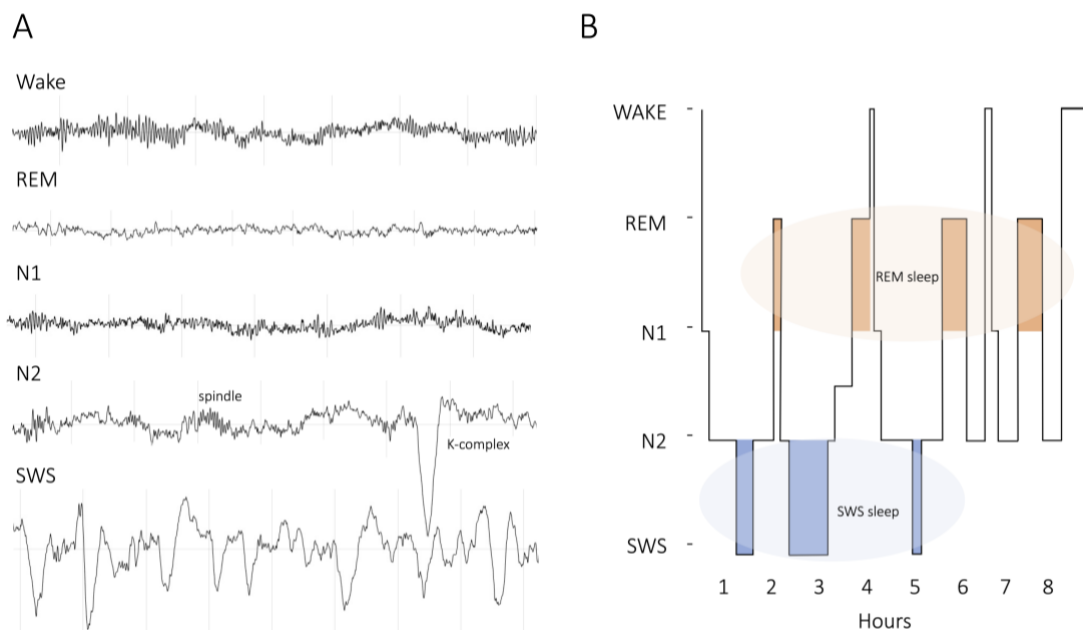 A
Wake
REM
N1
N2
spindle
K-complex
SWS
B
WAKE
REM
REM sleep
N1
N2
SWS sleep
SWS
1 2 3 4 5 6 7 8
Hours